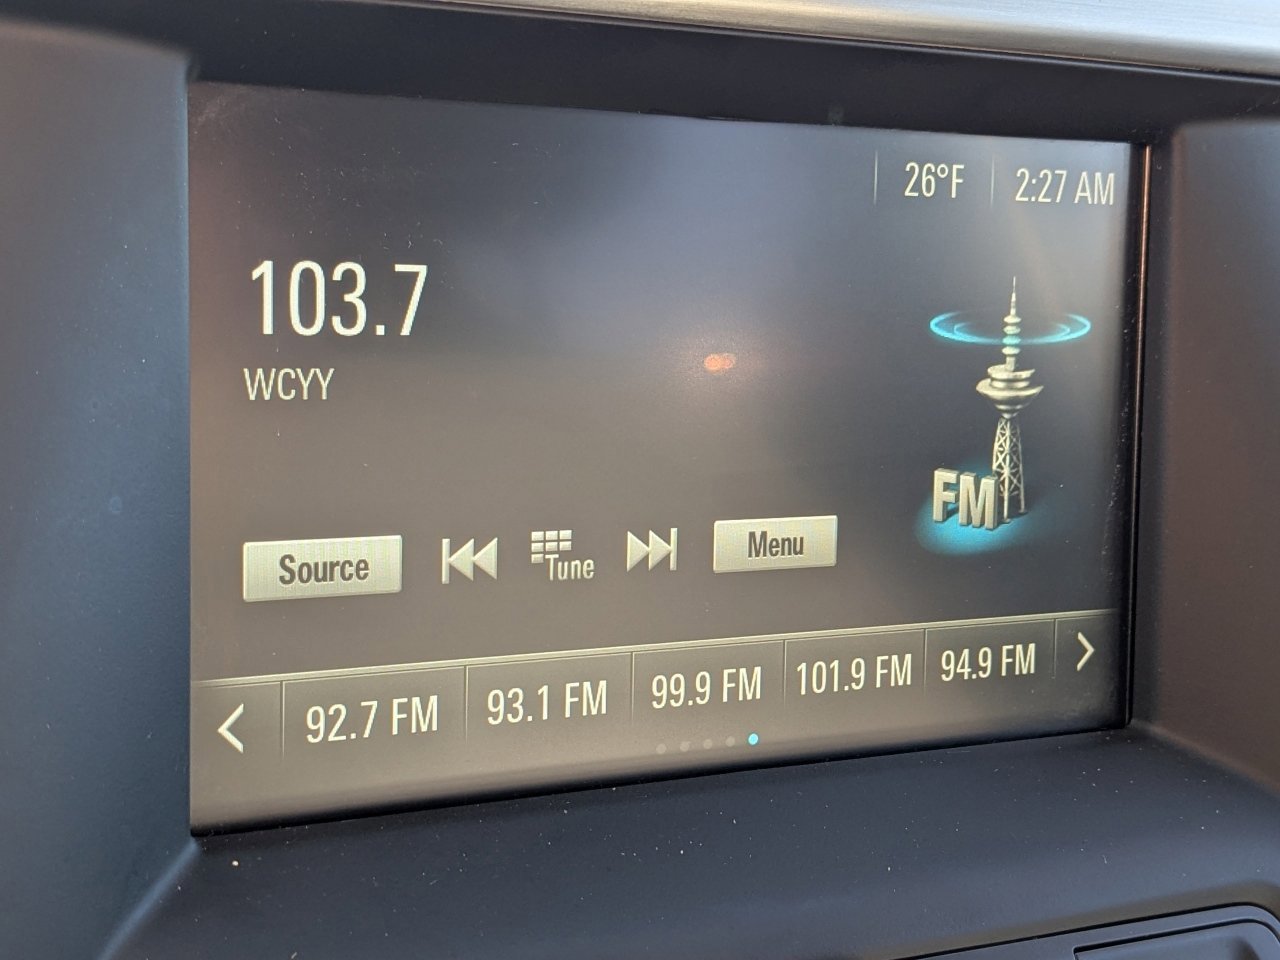 26°F 2:27 AM
103.7
WCYY
FM
Source Tune Menu
92.7 FM 93.1 FM 99.9 FM 101.9 FM 94.9 FM